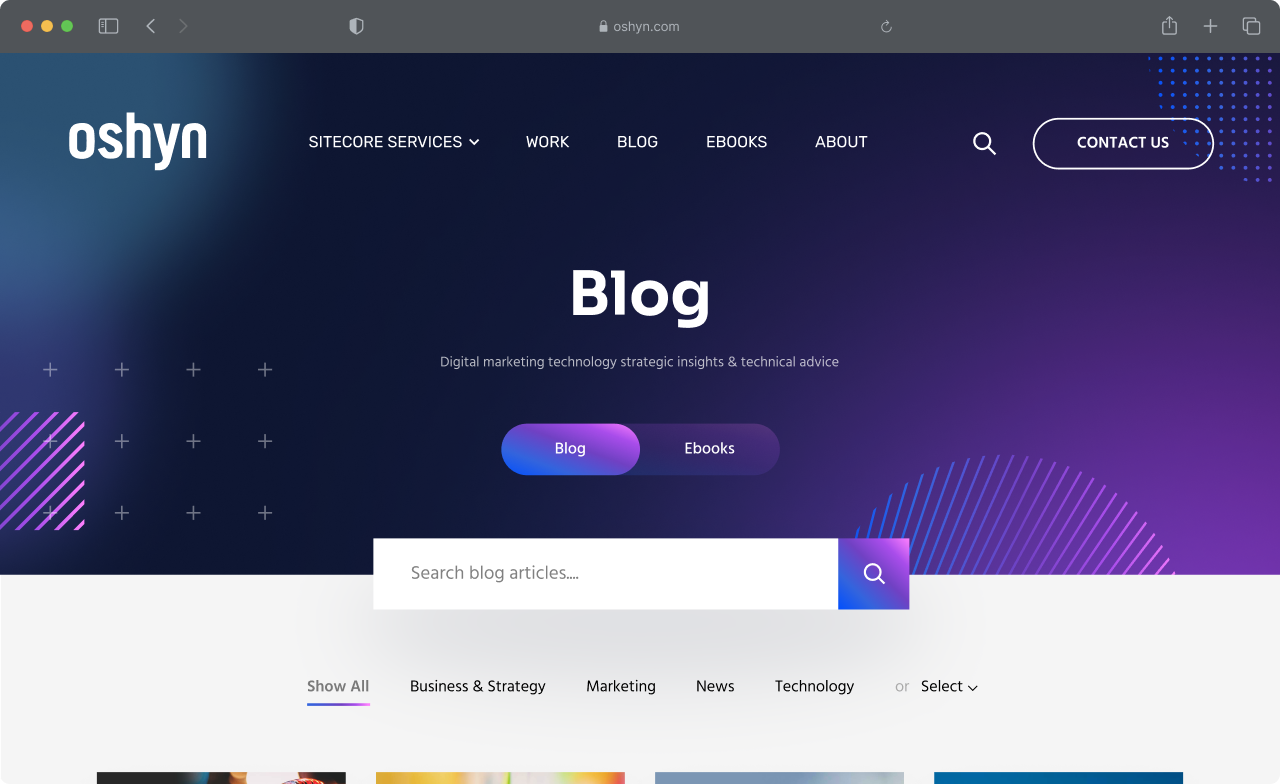 oshyn.com
oshyn
SITECORE SERVICES WORK BLOG EBOOKS ABOUT CONTACT US
Blog
Digital marketing technology strategic insights & technical advice
Blog Ebooks
Search blog articles....
Show All Business & Strategy Marketing News Technology or Select